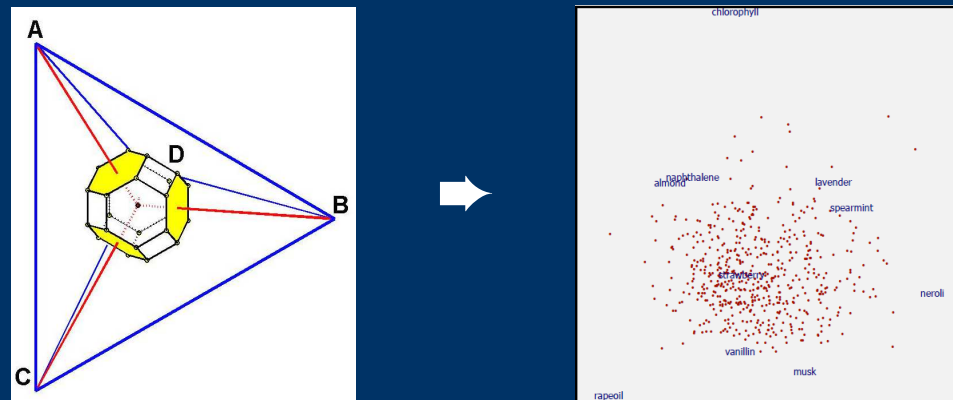 A
D
B
C
chlorophyll
naphthalene
almond
lavender
spearmint
strawberry
neroli
vanillin
musk
rapeoil